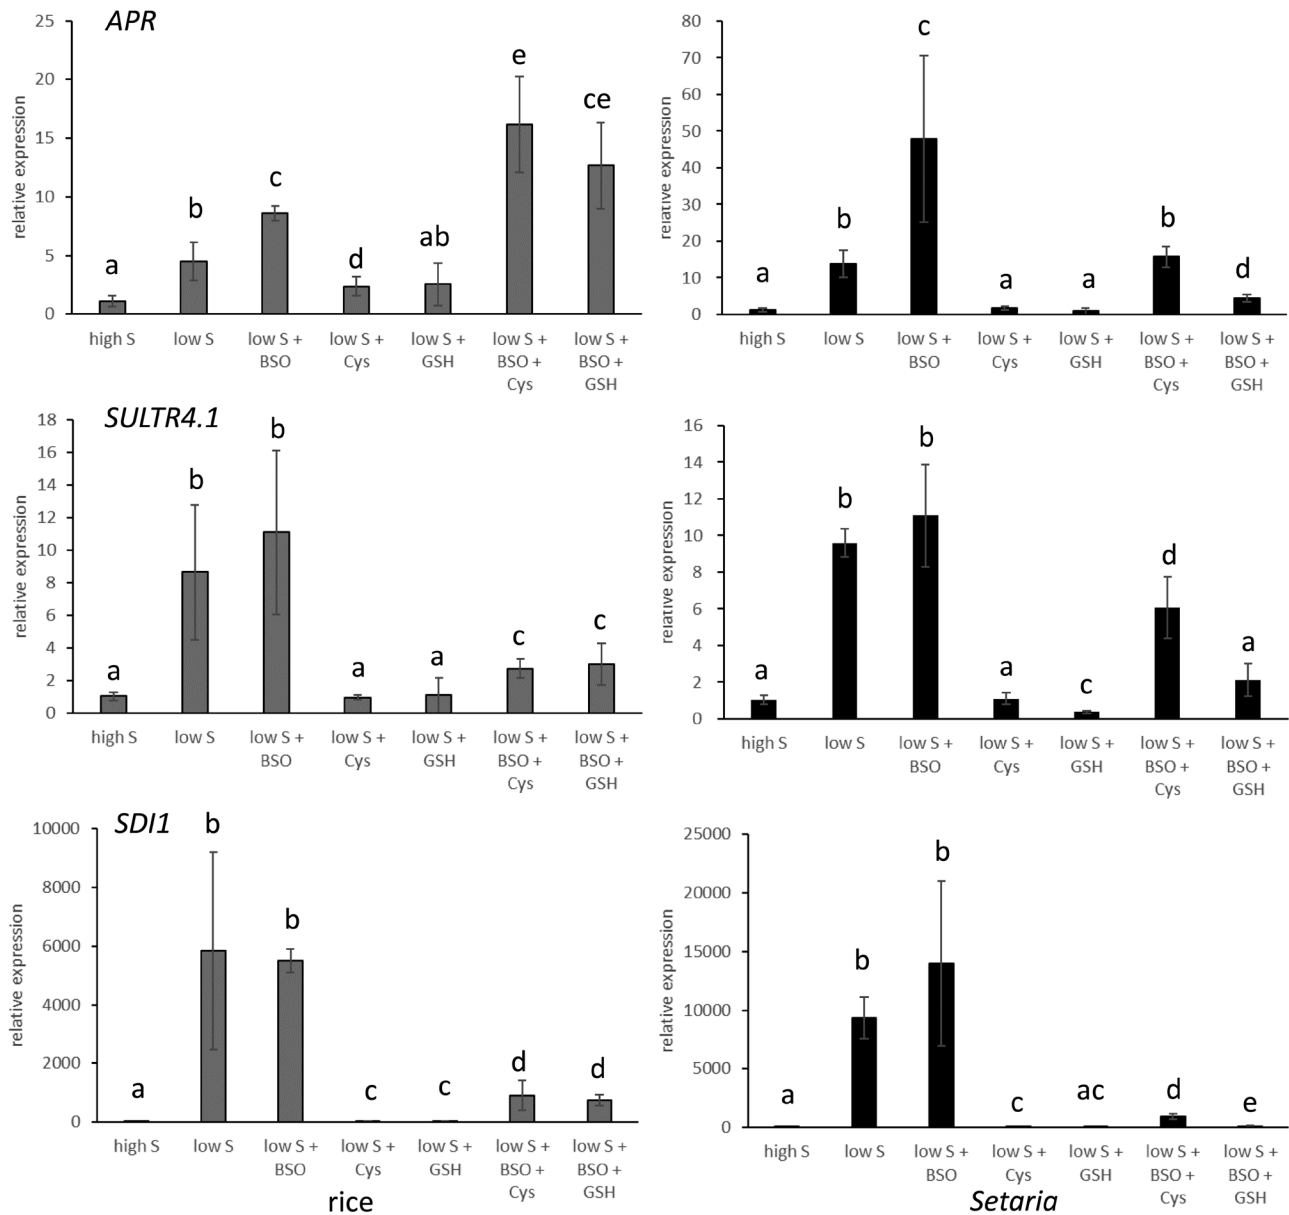 APR
25
20
15
10
5
0
relative expression
a
b
c
d
ab
e
ce
high S
low S
low S +
BSO
low S +
Cys
low S +
GSH
low S +
BSO +
Cys
low S +
BSO +
GSH
80
70
60
50
40
30
20
10
0
relative expression
a
b
c
a
a
b
d
high S
low S
low S +
BSO
low S +
Cys
low S +
GSH
low S +
BSO +
Cys
low S +
BSO +
GSH
SULTR4.1
18
16
14
12
10
8
6
4
2
0
relative expression
a
b
b
a
a
c
c
high S
low S
low S +
BSO
low S +
Cys
low S +
GSH
low S +
BSO +
Cys
low S +
BSO +
GSH
16
14
12
10
8
6
4
2
0
relative expression
a
b
b
a
c
d
a
high S
low S
low S +
BSO
low S +
Cys
low S +
GSH
low S +
BSO +
Cys
low S +
BSO +
GSH
SDI1
10000
8000
6000
4000
2000
0
relative expression
a
b
b
c
c
d
d
high S
low S
low S +
BSO
low S +
Cys
low S +
GSH
low S +
BSO +
Cys
low S +
BSO +
GSH
rice
25000
20000
15000
10000
5000
0
relative expression
a
b
b
c
ac
d
e
high S
low S
low S +
BSO
low S +
Cys
low S +
GSH
low S +
BSO +
Cys
low S +
BSO +
GSH
Setaria